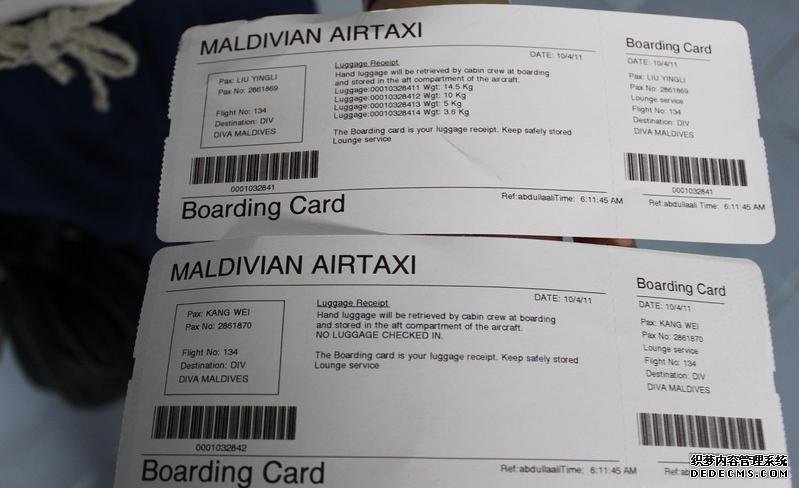 MALDIVIAN AIRTAXI
DATE: 10/4/11
Pax: LIU YINGLI
Pax No: 2861869
Flight No: 134
Destination: DIV
DIVA MALDIVES
Luggage Receipt
Hand luggage will be retrieved by cabin crew at boarding
and stored in the aft compartment of the aircraft.
Luggage:00010328411 Wgt: 14.5 Kg
Luggage:00010328412 Wgt: 10 Kg
Luggage:00010328413 Wgt: 5 Kg
Luggage:00010328414 Wgt: 3.6 Kg
The Boarding card is your luggage receipt. Keep safely stored
Lounge service
0001032841
Boarding Card
Ref:abdullaaliTime: 6:11:45 AM
Boarding Card
DATE: 10/4/11
Pax: LIU YINGLI
Pax No: 2861869
Lounge service
Flight No: 134
Destination: DIV
DIVA MALDIVES
0001032841
Ref:abdullaali Time: 6:11:45 AM
MALDIVIAN AIRTAXI
DATE: 10/4/11
Pax: KANG WEI
Pax No: 2861870
Flight No: 134
Destination: DIV
DIVA MALDIVES
Luggage Receipt
Hand luggage will be retrieved by cabin crew at boarding
and stored in the aft compartment of the aircraft.
NO LUGGAGE CHECKED IN.
The Boarding card is your luggage receipt. Keep safely stored
Lounge service
0001032842
Boarding Card
Ref:abdullaaliTime: 6:11:45 AM
Boarding Card
DATE: 10/4/11
Pax: KANG WEI
Pax No: 2861870
Lounge service
Flight No: 134
Destination: DIV
DIVA MALDIVES
织梦内容管理系统
DEDECMS.COM